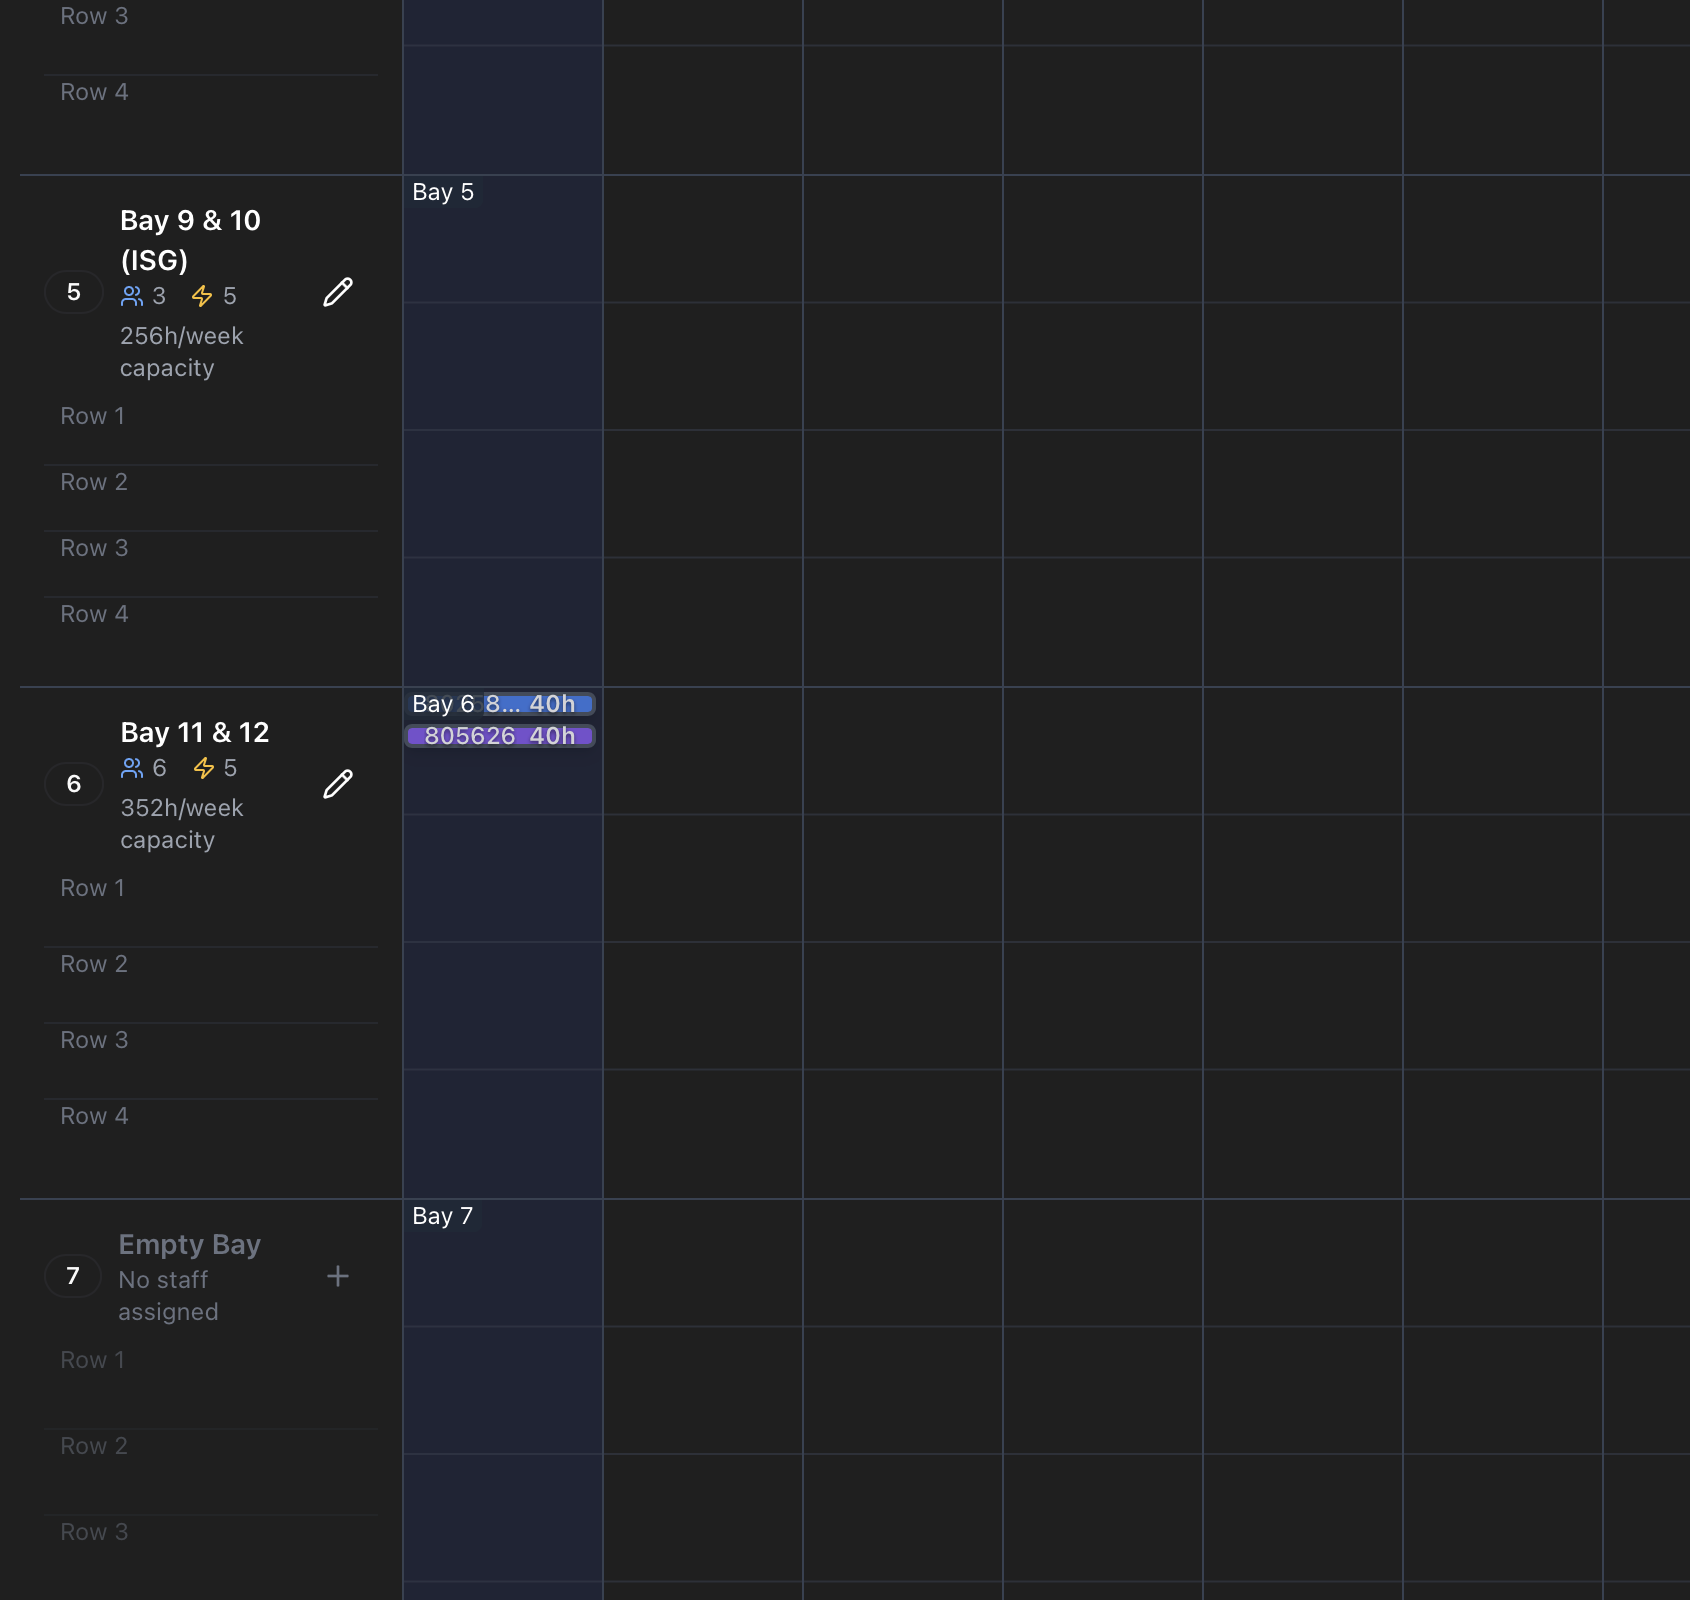 Row 3
Row 4
Bay 5
Bay 9 & 10
(ISG)
5
3 5
256h/week
capacity
Row 1
Row 2
Row 3
Row 4
Bay 6 8... 40h
805626 40h
Bay 11 & 12
6
6 5
352h/week
capacity
Row 1
Row 2
Row 3
Row 4
Bay 7
Empty Bay
7
No staff
assigned
Row 1
Row 2
Row 3